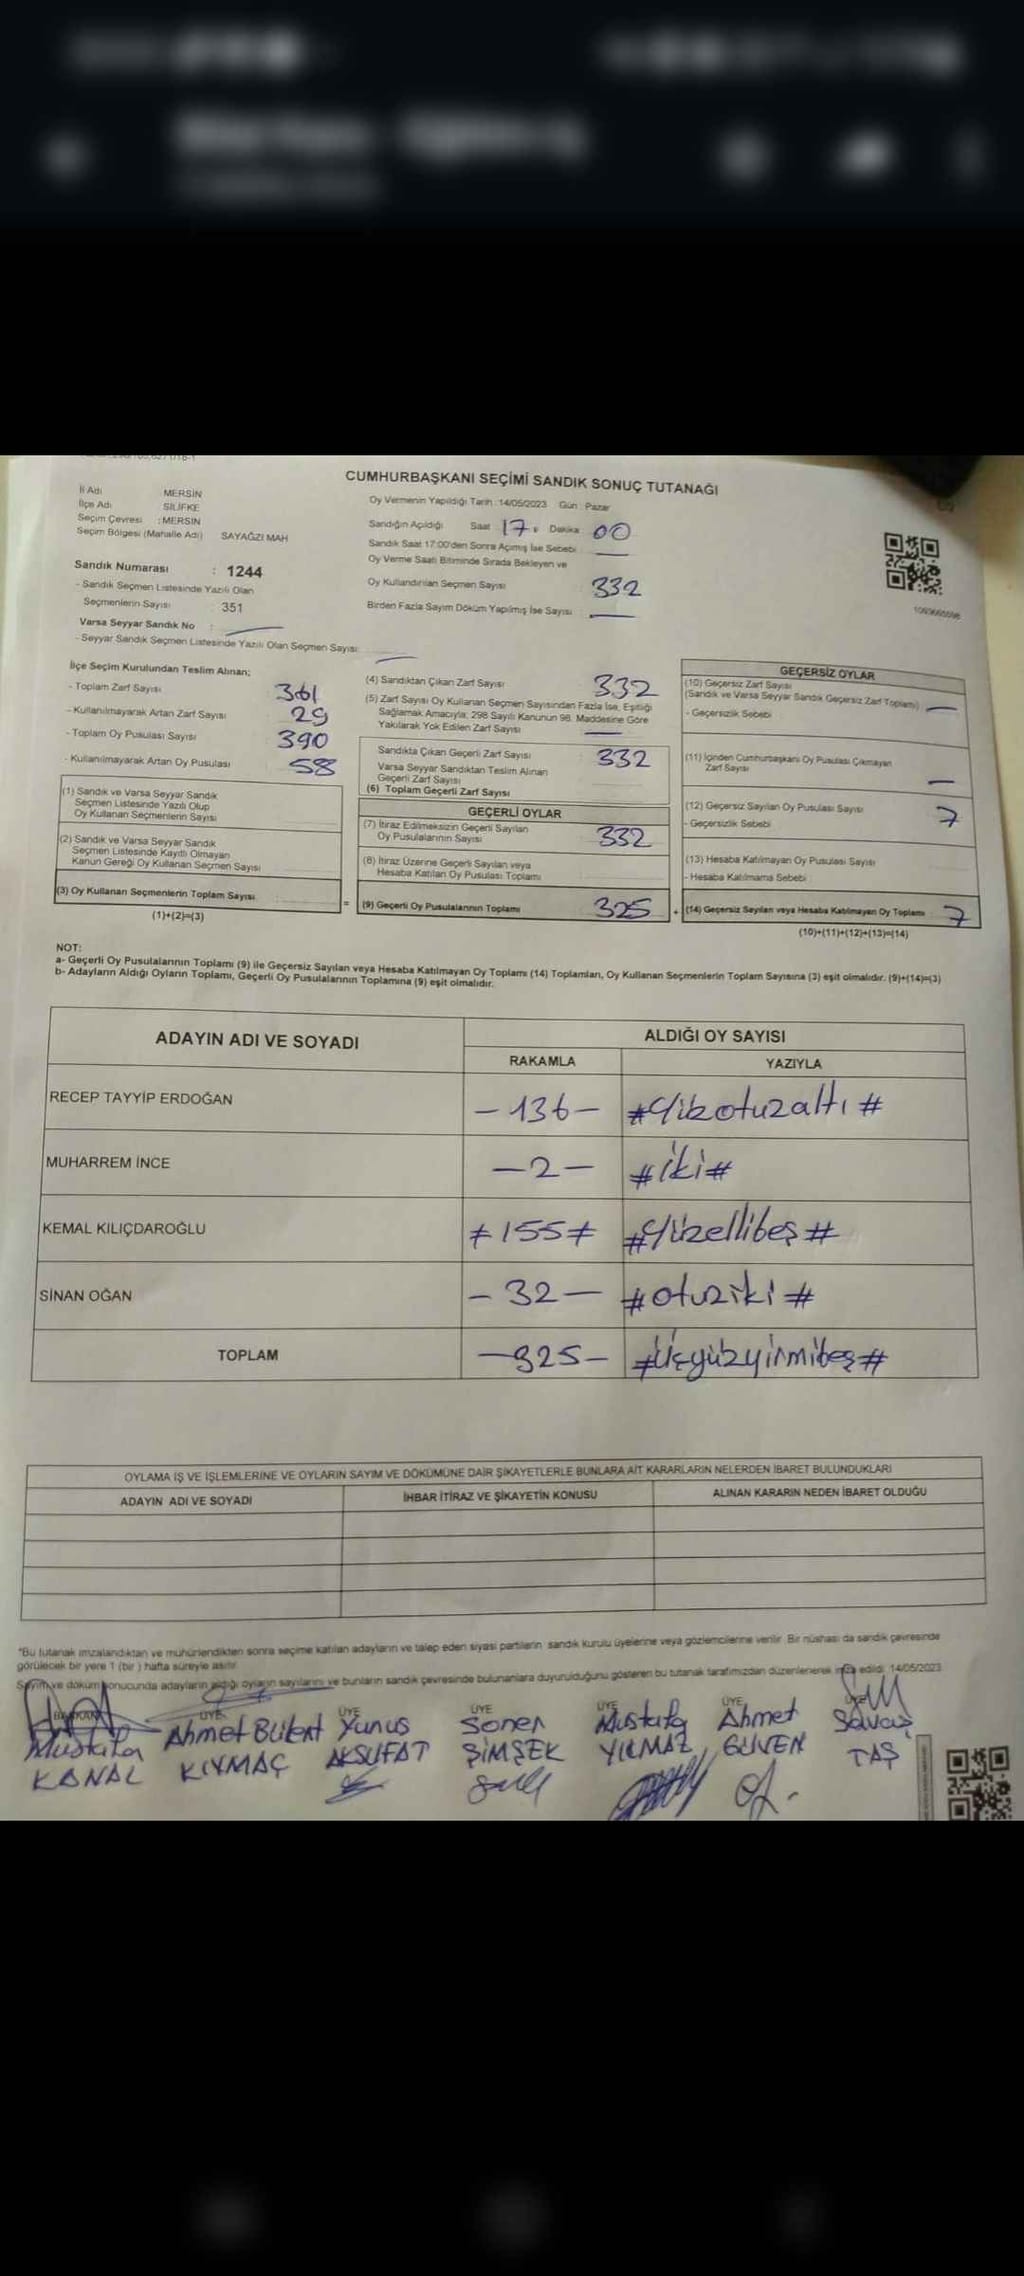 CUMHURBAŞKANI SEÇİMİ SANDIK SONUÇ TUTANAĞI
İl Adı MERSİN
İlçe Adı SİLİFKE
Seçim Çevresi : MERSİN
Seçim Bölgesi (Mahalle Adı) SAYAĞZI MAH
Sandık Numarası : 1244
- Sandık Seçmen Listesinde Yazılı Olan
Seçmenlerin Sayısı : 351
Varsa Seyyar Sandık No :
- Seyyar Sandık Seçmen Listesinde Yazılı Olan Seçmen Sayısı:
Oy Vermenin Yapıldığı Tarih : 14/05/2023 Gün : Pazar
Sandığın Açıldığı Saat 17 : Dakika : 00
Sandık Saat 17:00'den Sonra Açılmış İse Sebebi :
Oy Verme Saati Bitiminde Sırada Bekleyen ve
Oy Kullandırılan Seçmen Sayısı : 332
Birden Fazla Sayım Döküm Yapılmış İse Sayısı :
İlçe Seçim Kurulundan Teslim Alınan;
- Toplam Zarf Sayısı : 361
- Kullanılmayarak Artan Zarf Sayısı : 29
- Toplam Oy Pusulası Sayısı : 390
- Kullanılmayarak Artan Oy Pusulası : 58
(1) Sandık ve Varsa Seyyar Sandık
Seçmen Listesinde Yazılı Olup
Oy Kullanan Seçmenlerin Sayısı
(2) Sandık ve Varsa Seyyar Sandık
Seçmen Listesinde Kayıtlı Olmayan
Kanun Gereği Oy Kullanan Seçmen Sayısı :
(3) Oy Kullanan Seçmenlerin Toplam Sayısı :
(1)+(2)=(3)
(4) Sandıktan Çıkan Zarf Sayısı : 332
(5) Zarf Sayısı Oy Kullanan Seçmen Sayısından Fazla İse, Eşitliği
Sağlamak Amacıyla, 298 Sayılı Kanunun 98. Maddesine Göre
Yakılarak Yok Edilen Zarf Sayısı :
Sandıkta Çıkan Geçerli Zarf Sayısı : 332
Varsa Seyyar Sandıktan Teslim Alınan
Geçerli Zarf Sayısı
(6) Toplam Geçerli Zarf Sayısı
GEÇERLİ OYLAR
(7) İtiraz Edilmeksizin Geçerli Sayılan
Oy Pusulalarının Sayısı : 332
(8) İtiraz Üzerine Geçerli Sayılan veya
Hesaba Katılan Oy Pusulası Toplamı :
= (9) Geçerli Oy Pusulalarının Toplamı : 325
GEÇERSİZ OYLAR
(10) Geçersiz Zarf Sayısı
(Sandık ve Varsa Seyyar Sandık Geçersiz Zarf Toplamı) :
- Geçersizlik Sebebi
(11) İçinden Cumhurbaşkanı Oy Pusulası Çıkmayan
Zarf Sayısı
(12) Geçersiz Sayılan Oy Pusulası Sayısı : 7
- Geçersizlik Sebebi
(13) Hesaba Katılmayan Oy Pusulası Sayısı :
- Hesaba Katılmama Sebebi :
+ (14) Geçersiz Sayılan veya Hesaba Katılmayan Oy Toplamı : 7
(10)+(11)+(12)+(13)=(14)
NOT:
a- Geçerli Oy Pusulalarının Toplamı (9) ile Geçersiz Sayılan veya Hesaba Katılmayan Oy Toplamı (14) Toplamları, Oy Kullanan Seçmenlerin Toplam Sayısına (3) eşit olmalıdır. (9)+(14)=(3)
b- Adayların Aldığı Oyların Toplamı, Geçerli Oy Pusulalarının Toplamına (9) eşit olmalıdır.
ADAYIN ADI VE SOYADI ALDIĞI OY SAYISI
RAKAMLA YAZIYLA
RECEP TAYYİP ERDOĞAN -136- #Yüzotuzaltı#
MUHARREM İNCE -2- #iki#
KEMAL KILIÇDAROĞLU ≠155≠ #Yüzellibeş#
SİNAN OĞAN -32- #otuziki#
TOPLAM -325- #Üçyüzyirmibeş#
OYLAMA İŞ VE İŞLEMLERİNE VE OYLARIN SAYIM VE DÖKÜMÜNE DAİR ŞİKAYETLERLE BUNLARA AİT KARARLARIN NELERDEN İBARET BULUNDUKLARI
ADAYIN ADI VE SOYADI İHBAR İTİRAZ VE ŞİKAYETİN KONUSU ALINAN KARARIN NEDEN İBARET OLDUĞU
*Bu tutanak imzalandıktan ve mühürlendikten sonra seçime katılan adayların ve talep eden siyasi partilerin sandık kurulu üyelerine veya gözlemcilerine verilir. Bir nüshası da sandık çevresinde
görülecek bir yere 1 (bir) hafta süreyle asılır.
Sayım ve döküm sonucunda adayların aldığı oyların sayılarını ve bunların sandık çevresinde bulunanlara duyurulduğunu gösteren bu tutanak tarafımızdan düzenlenerek imza edildi. 14/05/2023
BAŞKAN ÜYE ÜYE ÜYE ÜYE ÜYE ÜYE
Mustafa Ahmet Bülent Yunus Soner Mustafa Ahmet Savaş
KANAL KIYMAÇ AKSUFAT ŞİMŞEK YILMAZ GÜVEN TAŞ